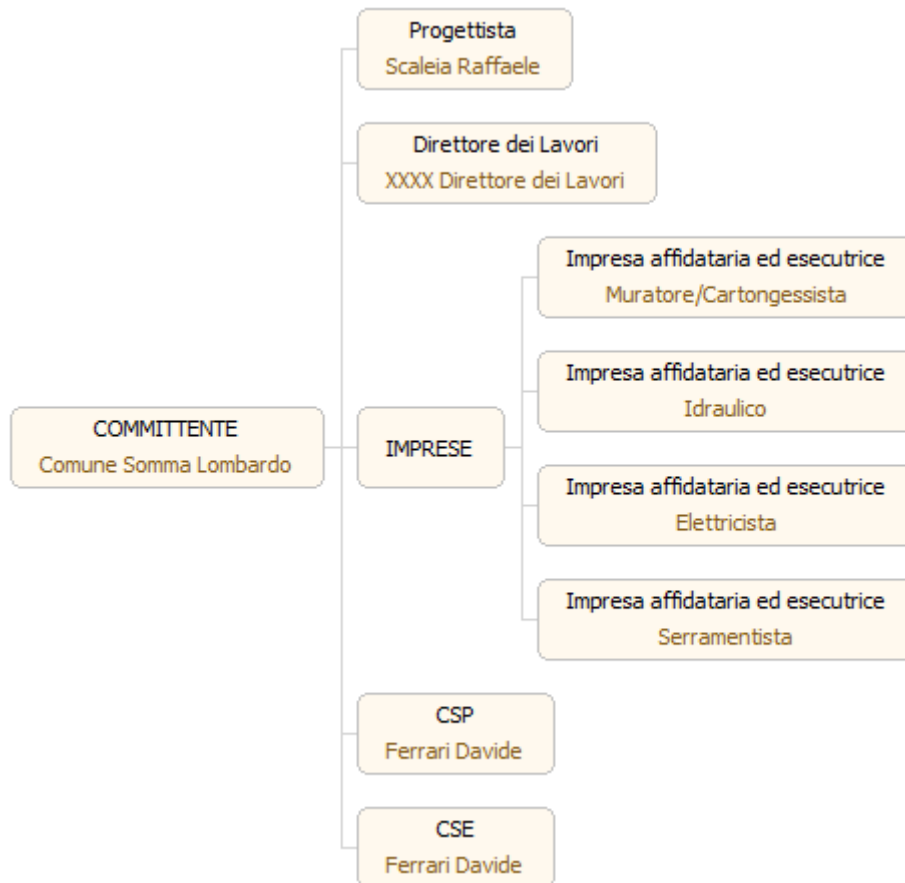 Progettista
Scaleia Raffaele
Direttore dei Lavori
XXXX Direttore dei Lavori
Impresa affidataria ed esecutrice
Muratore/Cartongessista
Impresa affidataria ed esecutrice
Idraulico
COMMITTENTE
Comune Somma Lombardo
IMPRESE
Impresa affidataria ed esecutrice
Elettricista
Impresa affidataria ed esecutrice
Serramentista
CSP
Ferrari Davide
CSE
Ferrari Davide